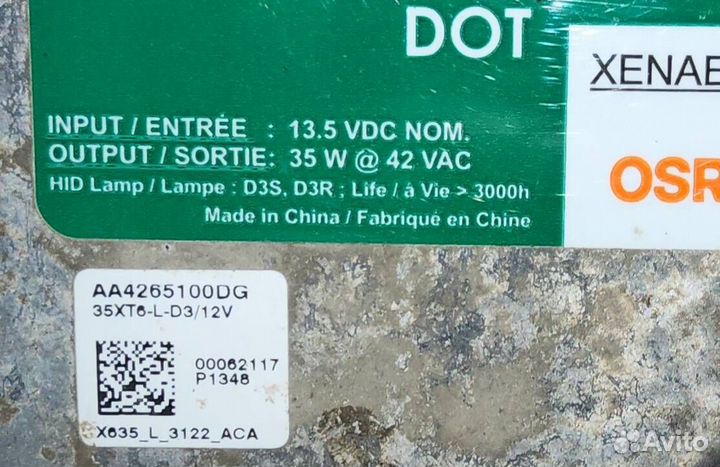 DOT
XENAE
INPUT / ENTRÉE : 13.5 VDC NOM.
OUTPUT / SORTIE: 35 W @ 42 VAC
HID Lamp / Lampe : D3S, D3R ; Life / à Vie > 3000h
Made in China / Fabriqué en Chine
OSR
AA4265100DG
35XT6-L-D3/12V
00062117
P1348
X635_L_3122_ACA
Avito